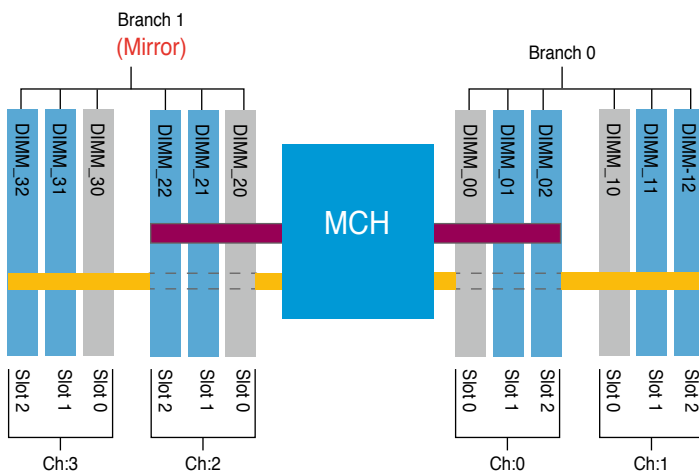 Branch 1
(Mirror)
Branch 0
DIMM_32
DIMM_31
DIMM_30
DIMM_22
DIMM_21
DIMM_20
MCH
DIMM_00
DIMM_01
DIMM_02
DIMM_10
DIMM_11
DIMM-12
Slot 2
Slot 1
Slot 0
Slot 2
Slot 1
Slot 0
Slot 0
Slot 1
Slot 2
Slot 0
Slot 1
Slot 2
Ch:3
Ch:2
Ch:0
Ch:1